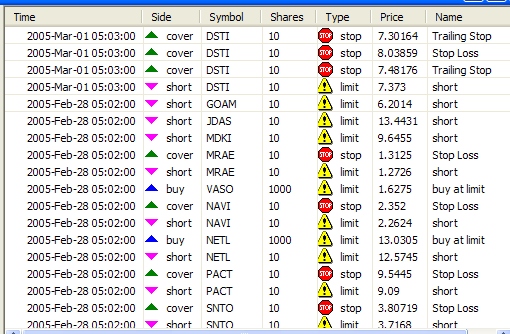 Time Side Symbol Shares Type Price Name
2005-Mar-01 05:03:00 cover DSTI 10 STOP stop 7.30164 Trailing Stop
2005-Mar-01 05:03:00 cover DSTI 10 STOP stop 8.03859 Stop Loss
2005-Mar-01 05:03:00 cover DSTI 10 STOP stop 7.48176 Trailing Stop
2005-Mar-01 05:03:00 short DSTI 10 limit 7.373 short
2005-Feb-28 05:02:00 short GOAM 10 limit 6.2014 short
2005-Feb-28 05:02:00 short JDAS 10 limit 13.4431 short
2005-Feb-28 05:02:00 short MDKI 10 limit 9.6455 short
2005-Feb-28 05:02:00 cover MRAE 10 STOP stop 1.3125 Stop Loss
2005-Feb-28 05:02:00 short MRAE 10 limit 1.2726 short
2005-Feb-28 05:02:00 buy VASO 1000 limit 1.6275 buy at limit
2005-Feb-28 05:02:00 cover NAVI 10 STOP stop 2.352 Stop Loss
2005-Feb-28 05:02:00 short NAVI 10 limit 2.2624 short
2005-Feb-28 05:02:00 buy NETL 1000 limit 13.0305 buy at limit
2005-Feb-28 05:02:00 short NETL 10 limit 12.5745 short
2005-Feb-28 05:02:00 cover PACT 10 STOP stop 9.5445 Stop Loss
2005-Feb-28 05:02:00 short PACT 10 limit 9.09 short
2005-Feb-28 05:02:00 cover SNTO 10 STOP stop 3.80719 Stop Loss
2005-Feb-28 05:02:00 short SNTO 10 limit 3.7168 short